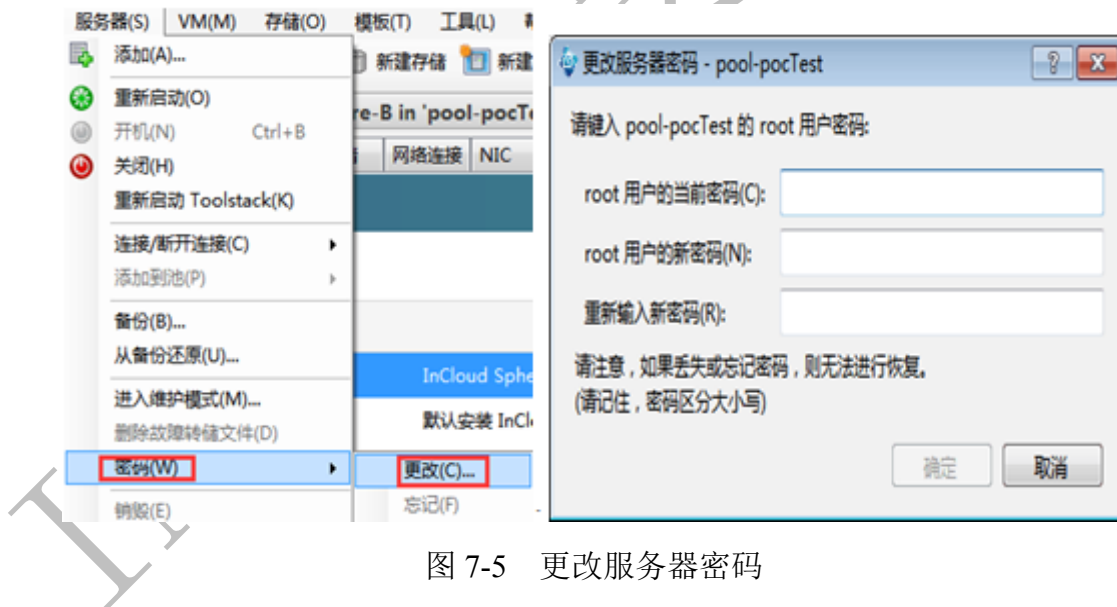 服务器(S) VM(M) 存储(O) 模板(T) 工具(L)
添加(A)...
新建存储 新建
重新启动(O)
re-B in 'pool-pocTe
开机(N) Ctrl+B
网络连接 NIC
关闭(H)
重新启动 Toolstack(K)
连接/断开连接(C)
添加到池(P)
备份(B)...
从备份还原(U)...
InCloud Sphe
进入维护模式(M)...
默认安装 InClo
删除故障转储文件(D)
密码(W) 更改(C)...
销毁(E) 忘记(F)
更改服务器密码 - pool-pocTest
请键入 pool-pocTest 的 root 用户密码:
root 用户的当前密码(C):
root 用户的新密码(N):
重新输入新密码(R):
请注意，如果丢失或忘记密码，则无法进行恢复。
(请记住，密码区分大小写)
确定 取消
图 7-5 更改服务器密码